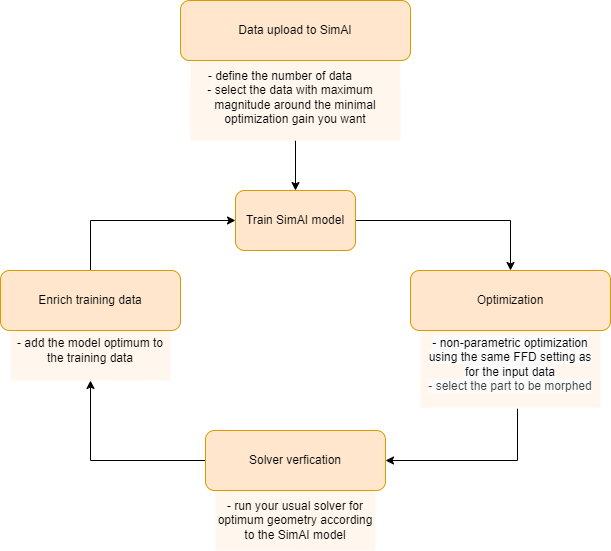 Data upload to SimAI
- define the number of data
- select the data with maximum
magnitude around the minimal
optimization gain you want
Train SimAI model
Enrich training data
- add the model optimum to
the training data
Optimization
- non-parametric optimization
using the same FFD setting as
for the input data
- select the part to be morphed
Solver verfication
- run your usual solver for
optimum geometry according
to the SimAI model